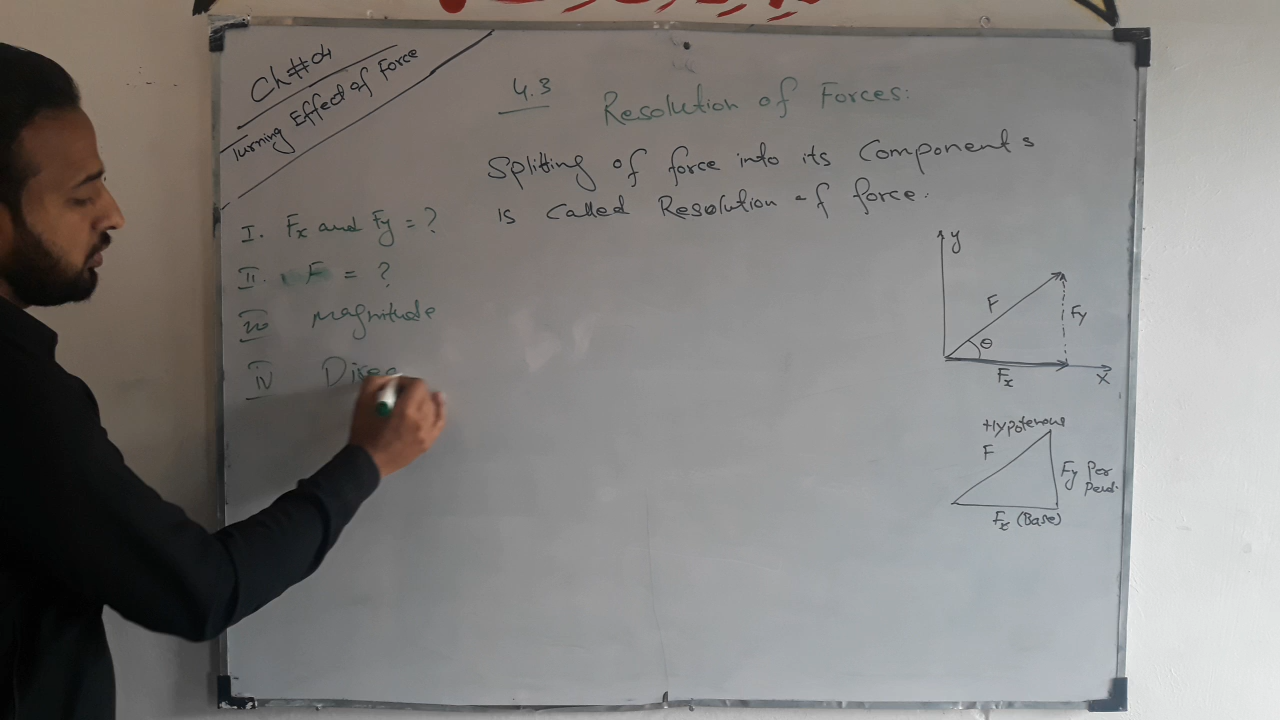 Ch # 04
Turning Effect of Force
4.3 Resolution of Forces:
Splitting of force into its Components
is Called Resolution of force.
I. Fx and Fy = ?
II. F = ?
iii magnitude
iv Direc
y
F
θ
Fy
Fx
x
Hypotenous
F
Fy Per
Pend.
Fx (Base)